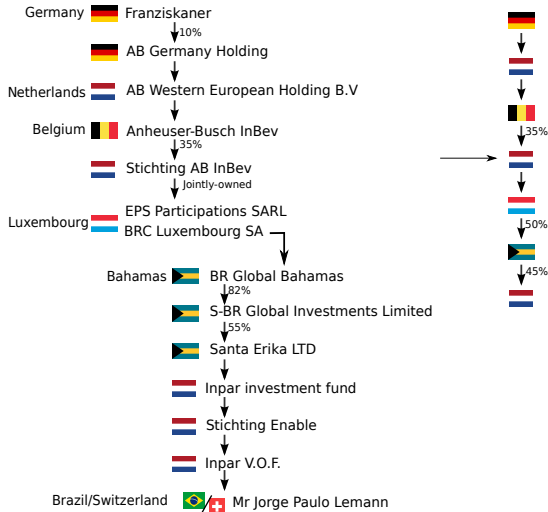 Germany Franziskaner
10%
AB Germany Holding
Netherlands AB Western European Holding B.V
Belgium Anheuser-Busch InBev
35%
Stichting AB InBev
Jointly-owned
EPS Participations SARL
Luxembourg
BRC Luxembourg SA
Bahamas BR Global Bahamas
82%
S-BR Global Investments Limited
55%
Santa Erika LTD
Inpar investment fund
Stichting Enable
Inpar V.O.F.
Brazil/Switzerland / Mr Jorge Paulo Lemann
35%
50%
45%